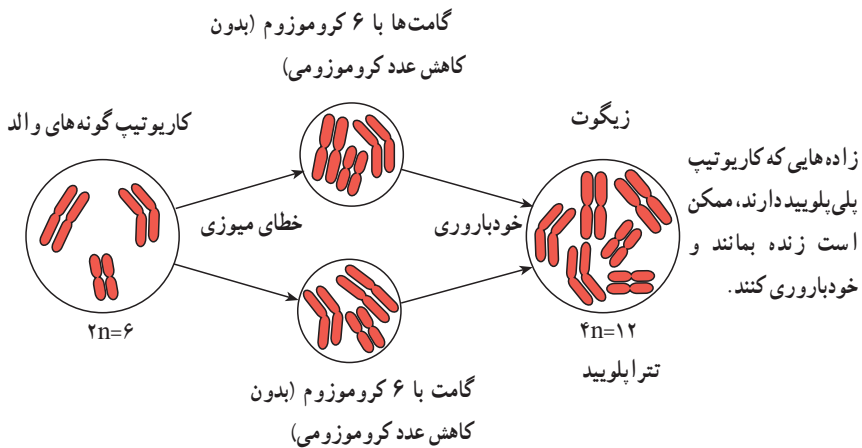 گامت‌ها با ۶ کروموزوم (بدون
کاهش عدد کروموزومی)
کاریوتیپ گونه‌های والد
زیگوت
زاده‌هایی که کاریوتیپ
پلی‌پلویید دارند، ممکن
است زنده بمانند و
خودباروری کنند.
خطای میوزی
خودباروری
۲n=۶
۴n=۱۲
تتراپلویید
گامت با ۶ کروموزوم (بدون
کاهش عدد کروموزومی)